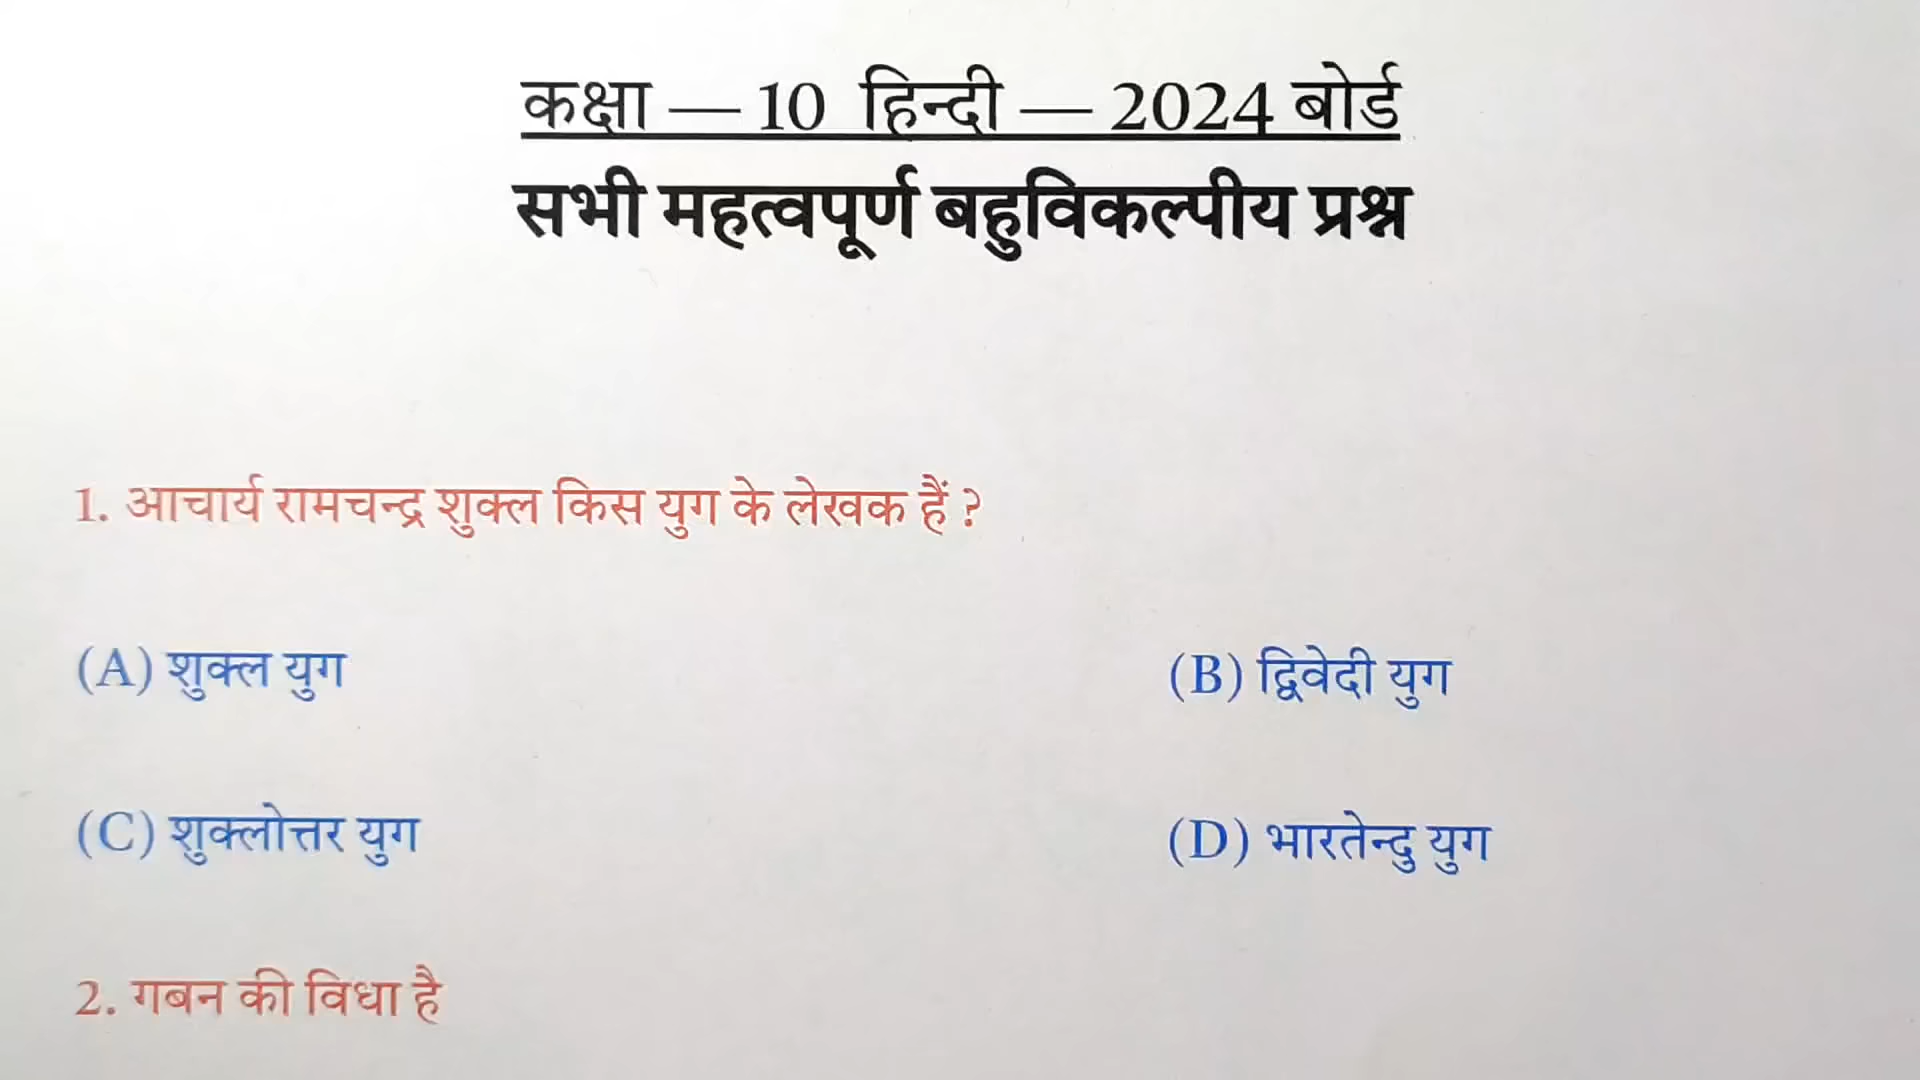 कक्षा — 10 हिन्दी — 2024 बोर्ड
सभी महत्वपूर्ण बहुविकल्पीय प्रश्न
1. आचार्य रामचन्द्र शुक्ल किस युग के लेखक हैं ?
(A) शुक्ल युग (B) द्विवेदी युग
(C) शुक्लोत्तर युग (D) भारतेन्दु युग
2. गबन की विधा है